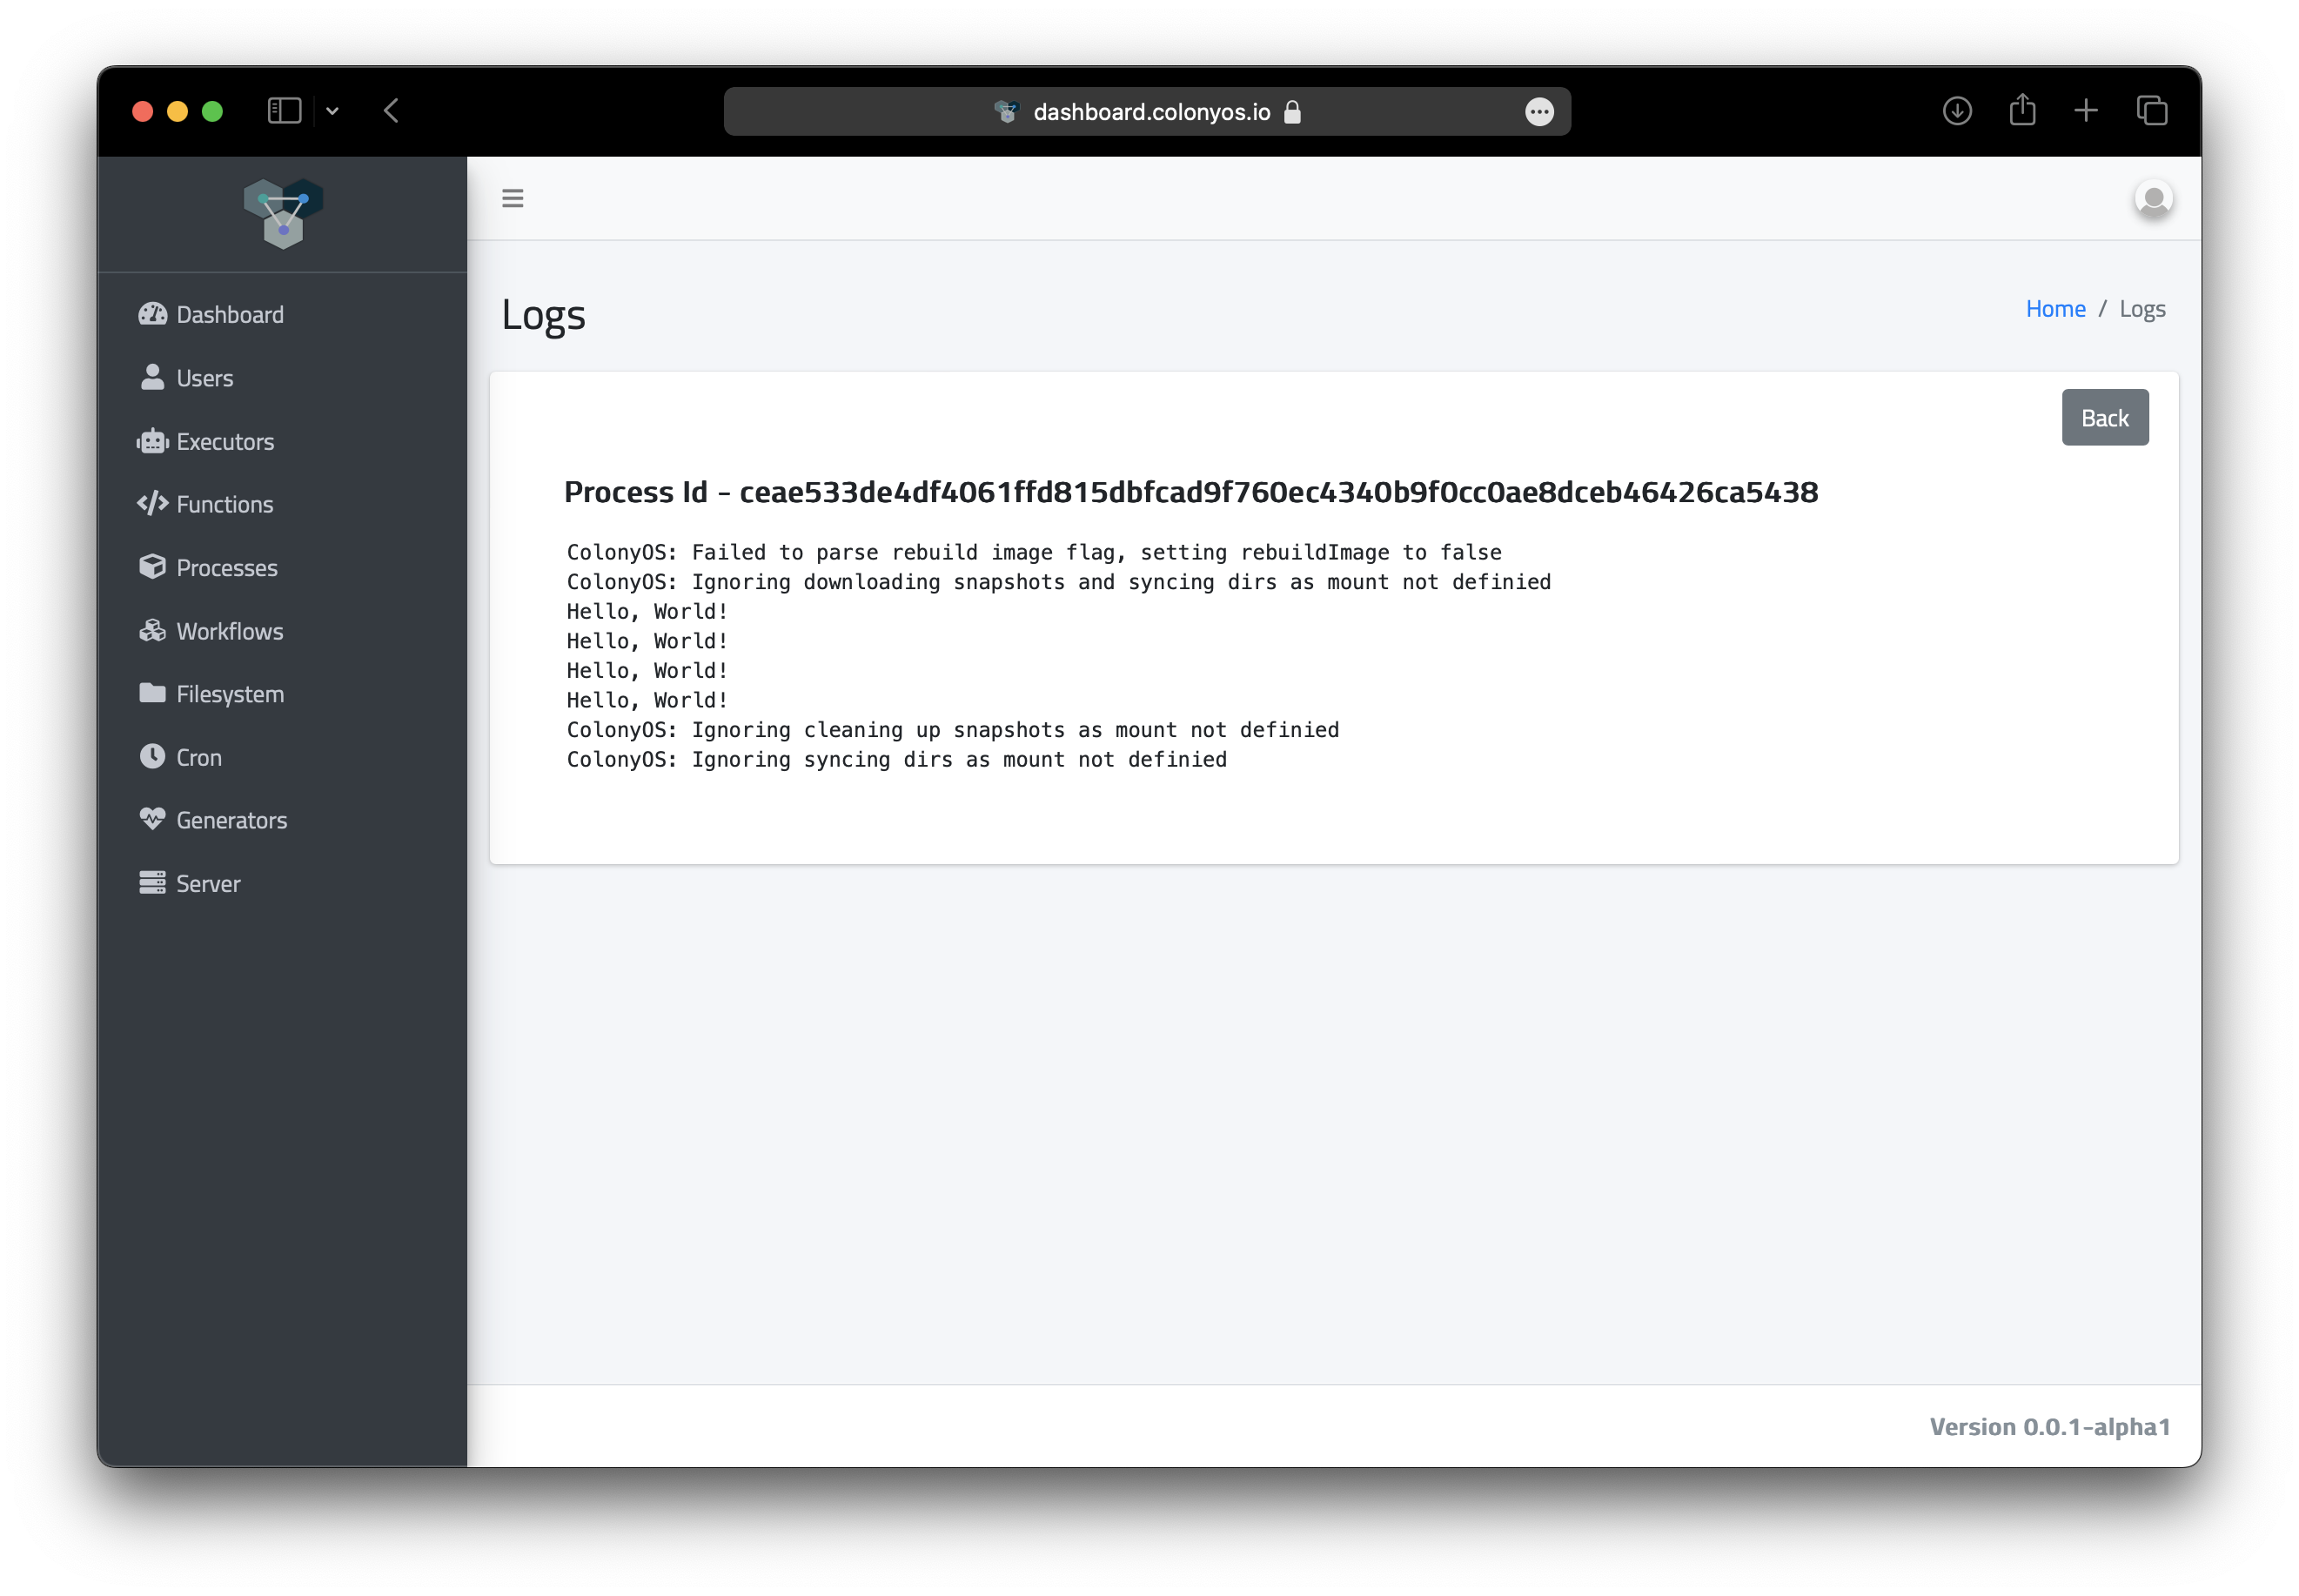 dashboard.colonyos.io
Dashboard
Users
Executors
Functions
Processes
Workflows
Filesystem
Cron
Generators
Server
Logs
Home / Logs
Back
Process Id - ceae533de4df4061ffd815dbfcad9f760ec4340b9f0cc0ae8dceb46426ca5438
ColonyOS: Failed to parse rebuild image flag, setting rebuildImage to false
ColonyOS: Ignoring downloading snapshots and syncing dirs as mount not definied
Hello, World!
Hello, World!
Hello, World!
Hello, World!
ColonyOS: Ignoring cleaning up snapshots as mount not definied
ColonyOS: Ignoring syncing dirs as mount not definied
Version 0.0.1-alpha1